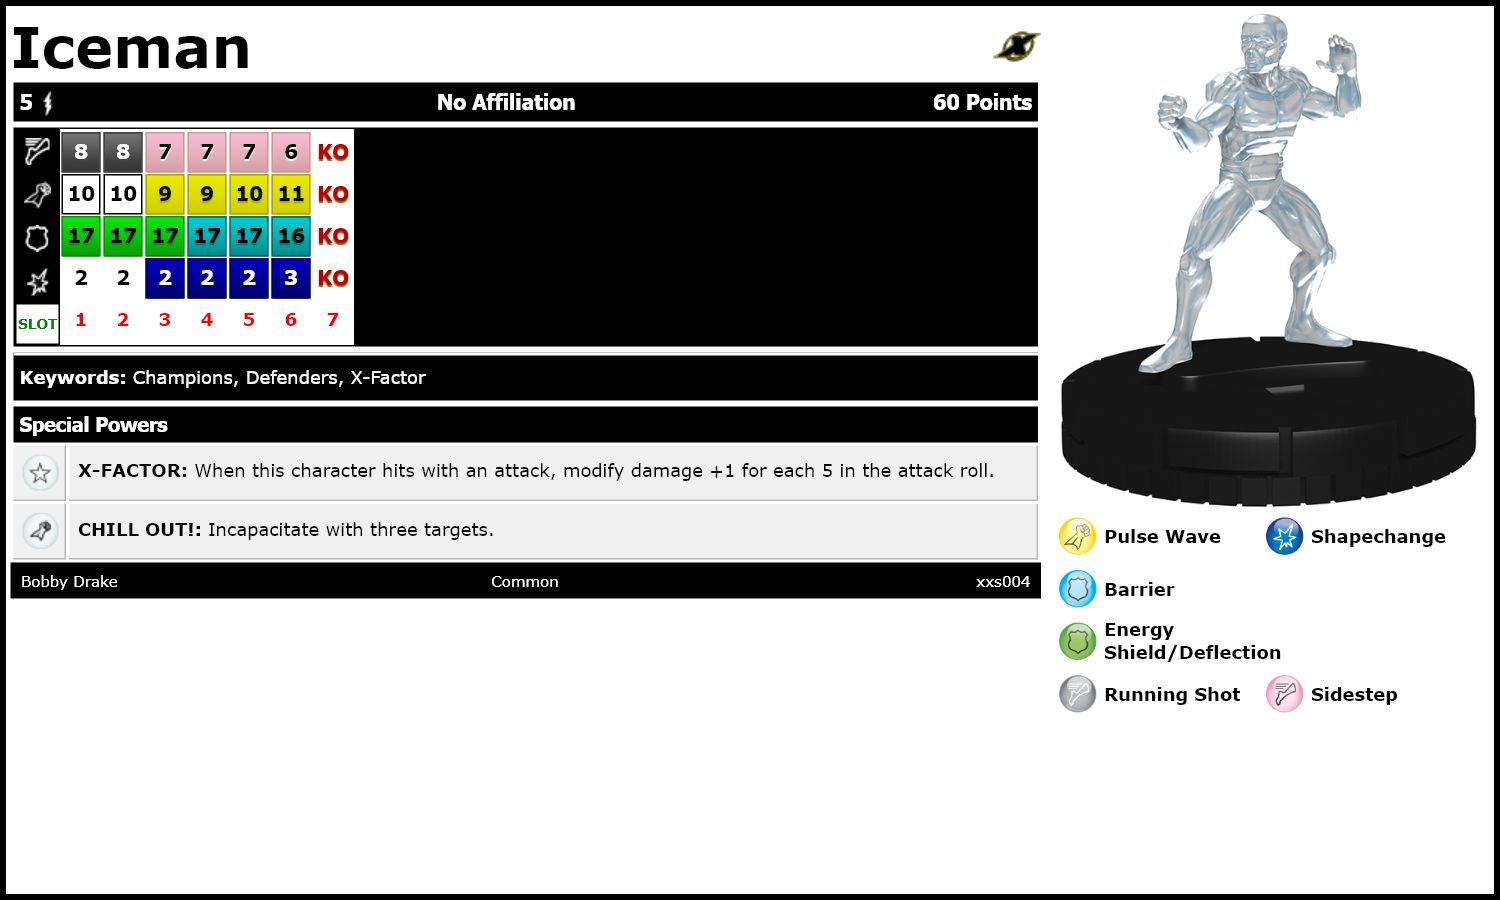 Iceman
5 No Affiliation 60 Points
8 8 7 7 7 6 KO
10 10 9 9 10 11 KO
17 17 17 17 17 16 KO
2 2 2 2 2 3 KO
SLOT 1 2 3 4 5 6 7
Keywords: Champions, Defenders, X-Factor
Special Powers
X-FACTOR: When this character hits with an attack, modify damage +1 for each 5 in the attack roll.
CHILL OUT!: Incapacitate with three targets.
Bobby Drake Common xxs004
Pulse Wave Shapechange
Barrier
Energy
Shield/Deflection
Running Shot Sidestep